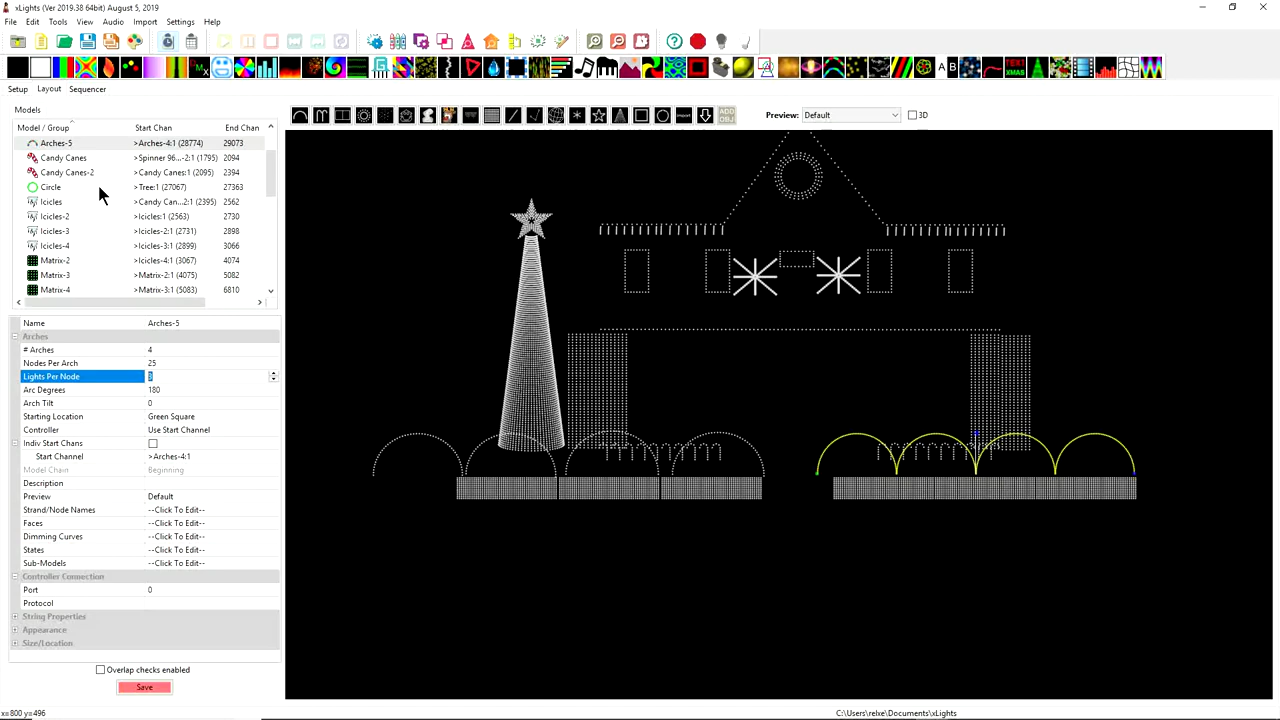 xLights (Ver 2019.38 64bit) August 5, 2019
File Edit Tools View Audio Import Settings Help
Setup Layout Sequencer
Models
Model / Group Start Chan End Chan
Arches-5 >Arches-4:1 (28774) 29073
Candy Canes >Spinner 96...-2:1 (1795) 2094
Candy Canes-2 >Candy Canes:1 (2095) 2394
Circle >Tree:1 (27067) 27363
Icicles >Candy Can...2:1 (2395) 2562
Icicles-2 >Icicles:1 (2563) 2730
Icicles-3 >Icicles-2:1 (2731) 2898
Icicles-4 >Icicles-3:1 (2899) 3066
Matrix-2 >Icicles-4:1 (3067) 4074
Matrix-3 >Matrix-2:1 (4075) 5082
Matrix-4 >Matrix-3:1 (5083) 6810
Preview: Default 3D
Name Arches-5
Arches
# Arches 4
Nodes Per Arch 25
Lights Per Node 3
Arc Degrees 180
Arch Tilt 0
Starting Location Green Square
Controller Use Start Channel
Indiv Start Chans
Start Channel >Arches-4:1
Model Chain Beginning
Description
Preview Default
Strand/Node Names --Click To Edit--
Faces --Click To Edit--
Dimming Curves --Click To Edit--
States --Click To Edit--
Sub-Models --Click To Edit--
Controller Connection
Port 0
Protocol
String Properties
Appearance
Size/Location
Overlap checks enabled
Save
x=800 y=496 C:\Users\relxe\Documents\xLights